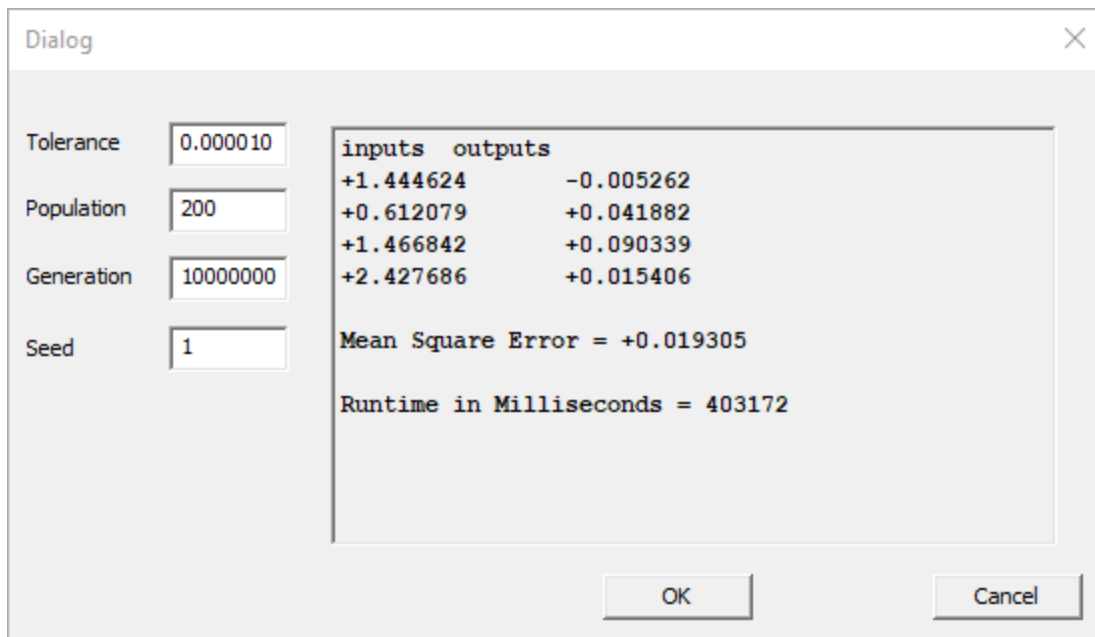 Dialog
Tolerance 0.000010
Population 200
Generation 10000000
Seed 1
inputs outputs
+1.444624 -0.005262
+0.612079 +0.041882
+1.466842 +0.090339
+2.427686 +0.015406
Mean Square Error = +0.019305
Runtime in Milliseconds = 403172
OK
Cancel